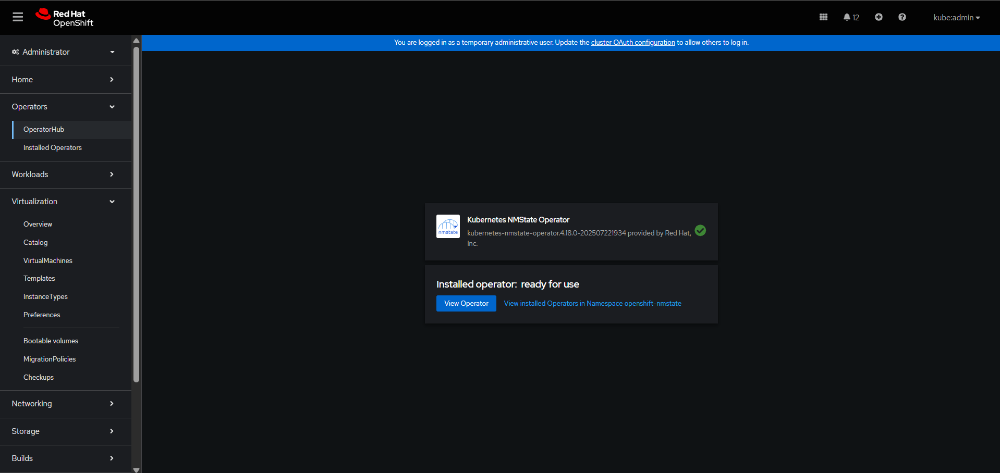 Red Hat
OpenShift
12
kube:admin
You are logged in as a temporary administrative user. Update the cluster OAuth configuration to allow others to log in.
Administrator
Home
Operators
OperatorHub
Installed Operators
Workloads
Virtualization
Overview
Catalog
VirtualMachines
Templates
InstanceTypes
Preferences
Bootable volumes
MigrationPolicies
Checkups
Networking
Storage
Builds
nmstate
Kubernetes NMState Operator
kubernetes-nmstate-operator.4.18.0-202507221934 provided by Red Hat,
Inc.
Installed operator: ready for use
View Operator
View installed Operators in Namespace openshift-nmstate